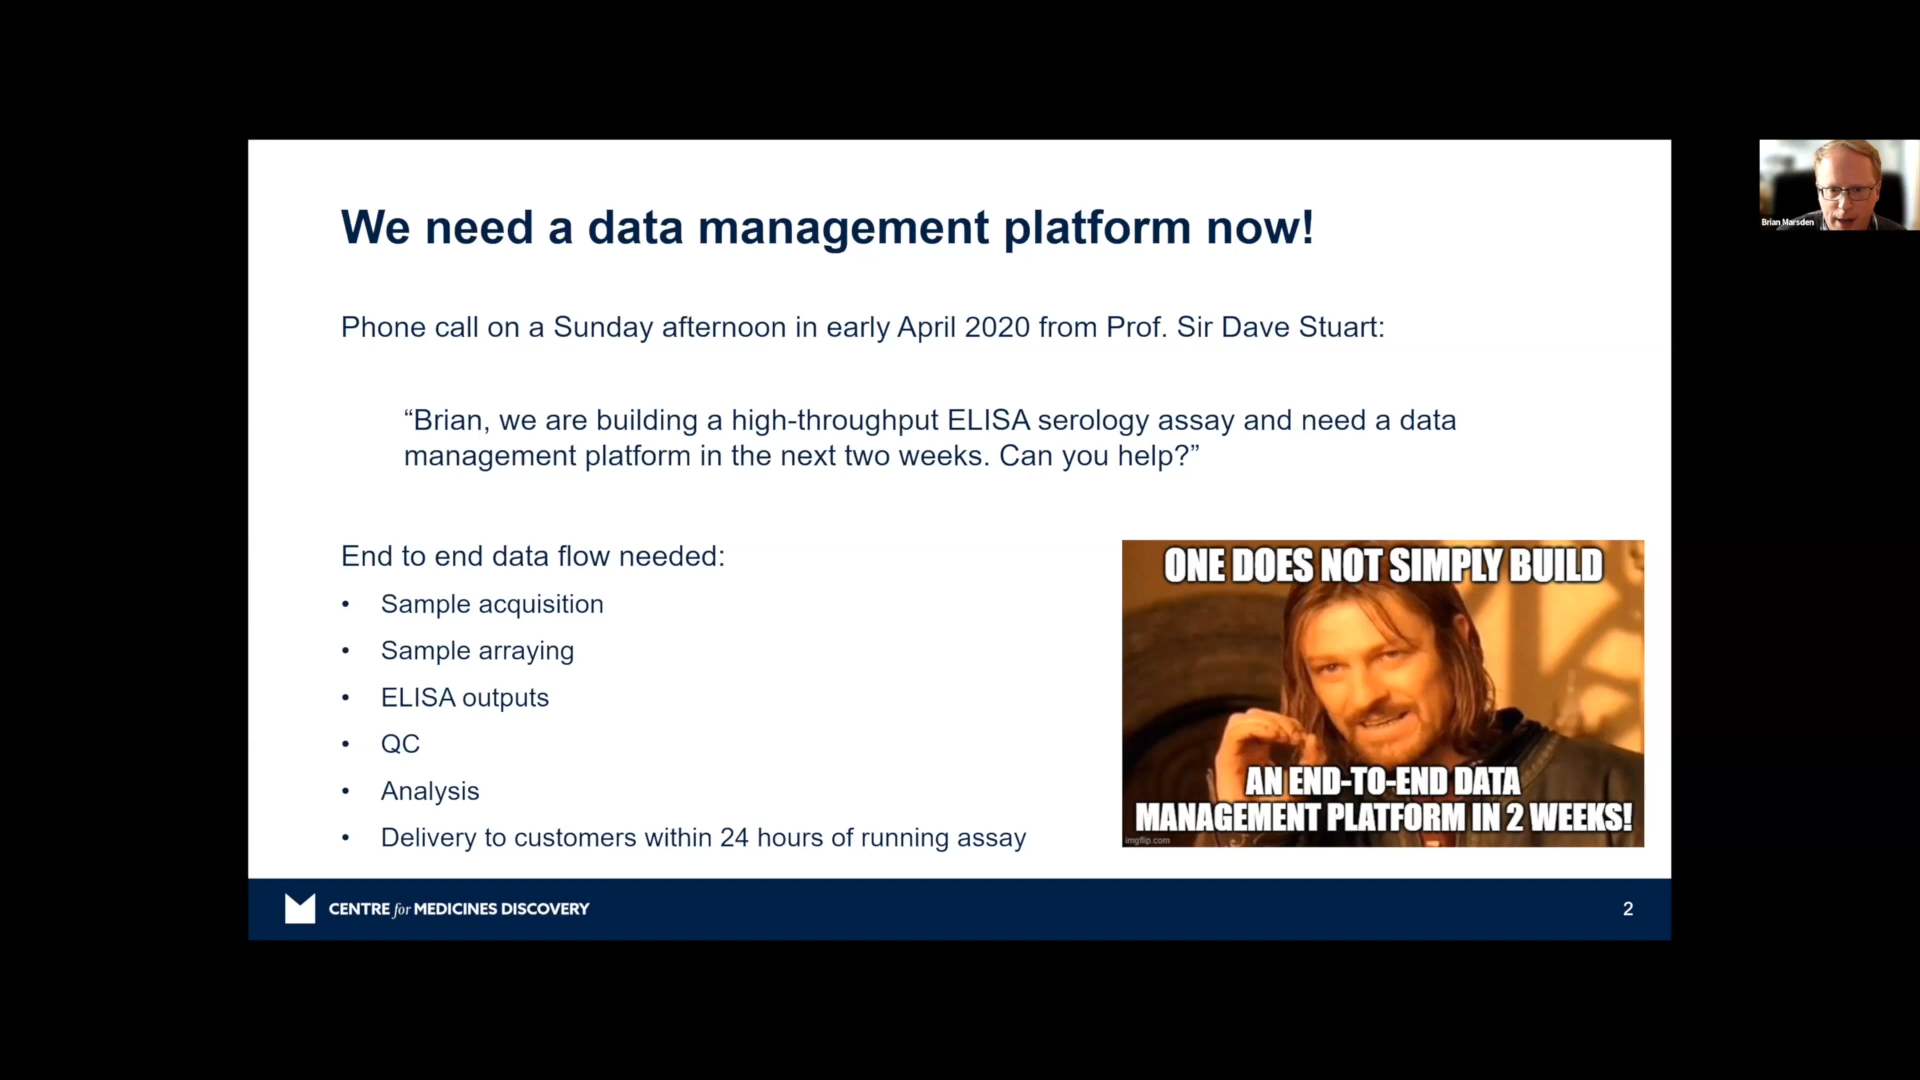 We need a data management platform now!
Phone call on a Sunday afternoon in early April 2020 from Prof. Sir Dave Stuart:
“Brian, we are building a high-throughput ELISA serology assay and need a data
management platform in the next two weeks. Can you help?”
End to end data flow needed:
• Sample acquisition
• Sample arraying
• ELISA outputs
• QC
• Analysis
• Delivery to customers within 24 hours of running assay
ONE DOES NOT SIMPLY BUILD
AN END-TO-END DATA
MANAGEMENT PLATFORM IN 2 WEEKS!
imgflip.com
CENTRE for MEDICINES DISCOVERY
2
Brian Marsden